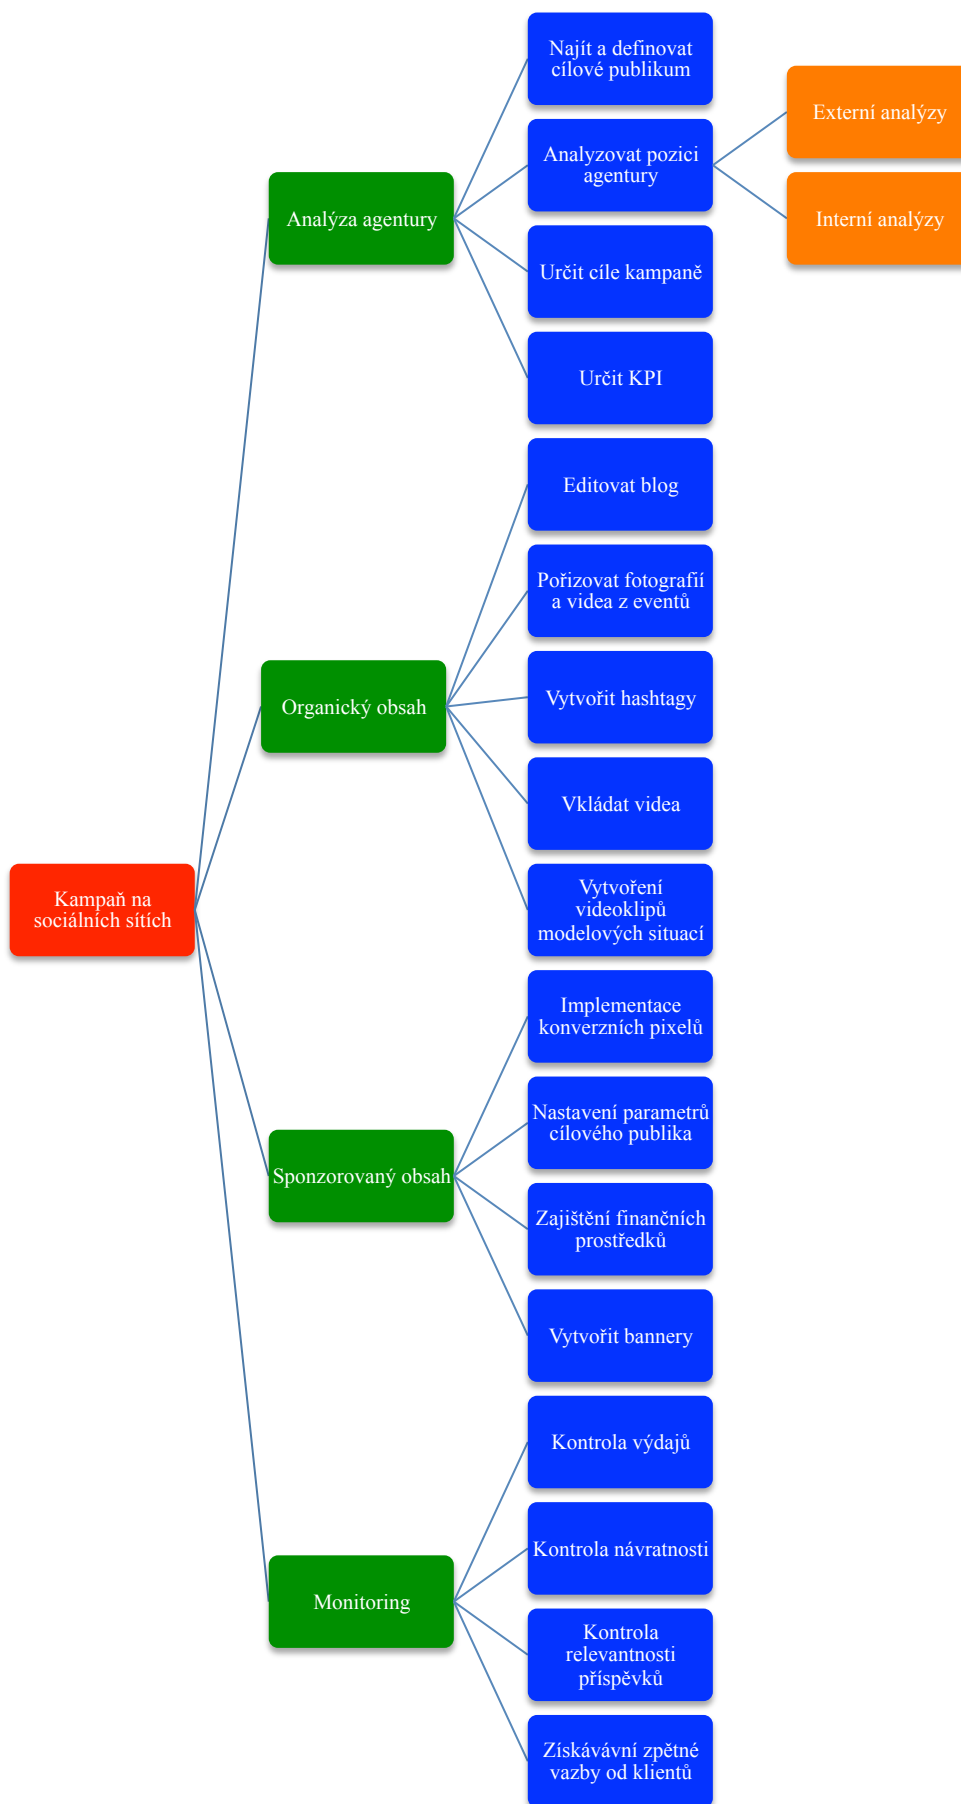 Najít a definovat
cílové publikum
Externí analýzy
Analyzovat pozici
agentury
Interní analýzy
Analýza agentury
Určit cíle kampaně
Určit KPI
Editovat blog
Pořizovat fotografií
a videa z eventů
Vytvořit hashtagy
Organický obsah
Vkládat videa
Vytvoření
videoklipů
modelových situací
Kampaň na
sociálních sítích
Implementace
konverzních pixelů
Nastavení parametrů
cílového publika
Sponzorovaný obsah
Zajištění finančních
prostředků
Vytvořit bannery
Kontrola výdajů
Kontrola návratnosti
Monitoring
Kontrola
relevantnosti
příspěvků
Získávávní zpětné
vazby od klientů